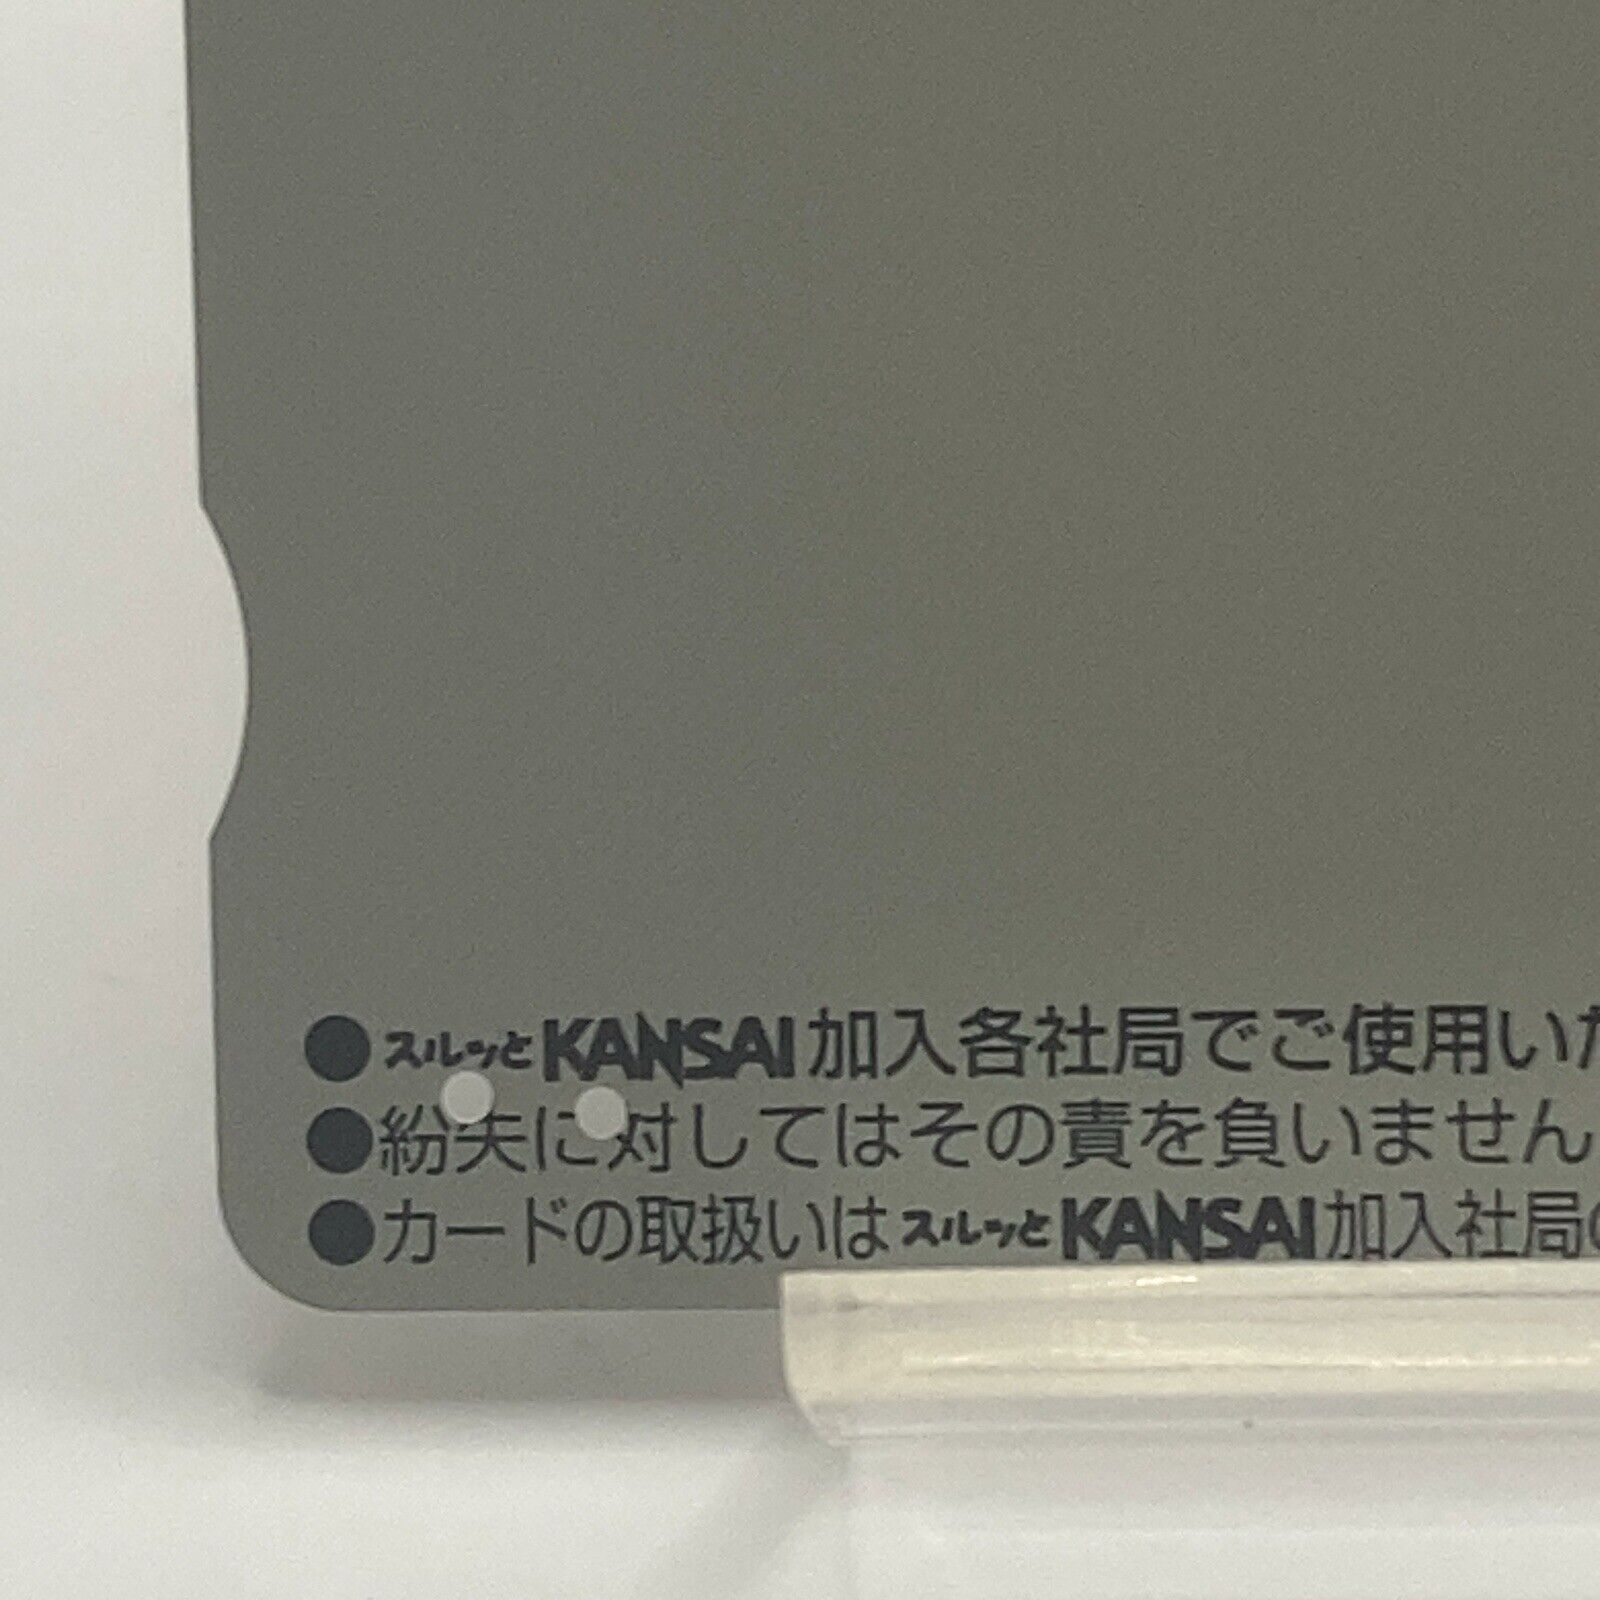 ●スルッとKANSAI加入各社局でご使用いた
●紛失に対してはその責を負いません
●カードの取扱いはスルッとKANSAI加入社局の